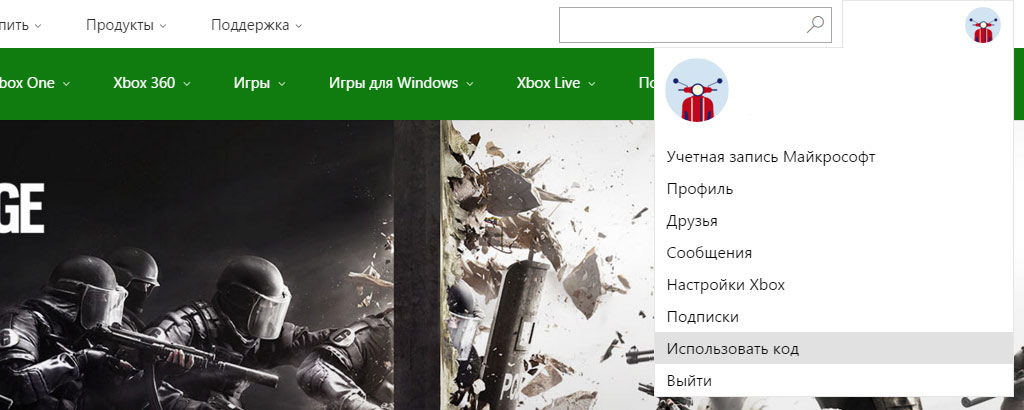 пить Продукты Поддержка
box One Xbox 360 Игры Игры для Windows Xbox Live По
GE
Учетная запись Майкрософт
Профиль
Друзья
Сообщения
Настройки Xbox
Подписки
Использовать код
Выйти
PO